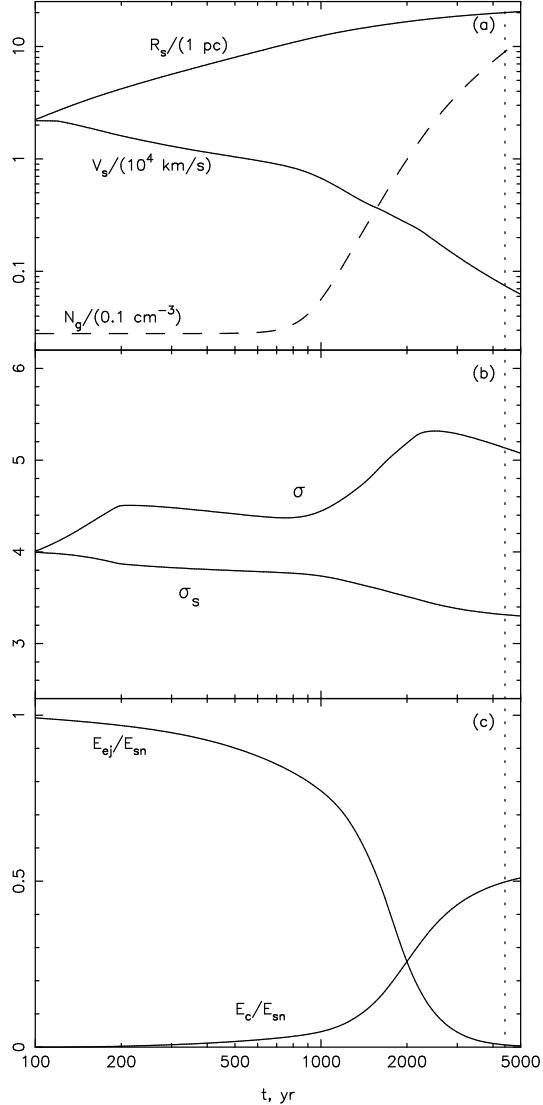 (a)
10
R_s/(1 pc)
1
V_s/(10^4 km/s)
0.1
N_g/(0.1 cm^-3)
6
(b)
5
σ
4
σ_s
3
1
(c)
E_ej/E_sn
0.5
E_c/E_sn
0
100 200 500 1000 2000 5000
t, yr